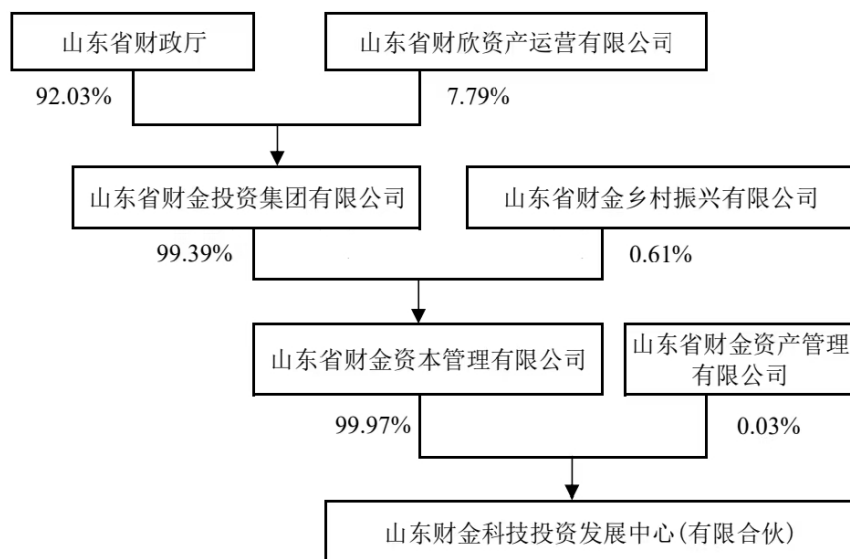 山东省财政厅
山东省财欣资产运营有限公司
92.03%
7.79%
山东省财金投资集团有限公司
山东省财金乡村振兴有限公司
99.39%
0.61%
山东省财金资本管理有限公司
山东省财金资产管理
有限公司
99.97%
0.03%
山东财金科技投资发展中心(有限合伙)